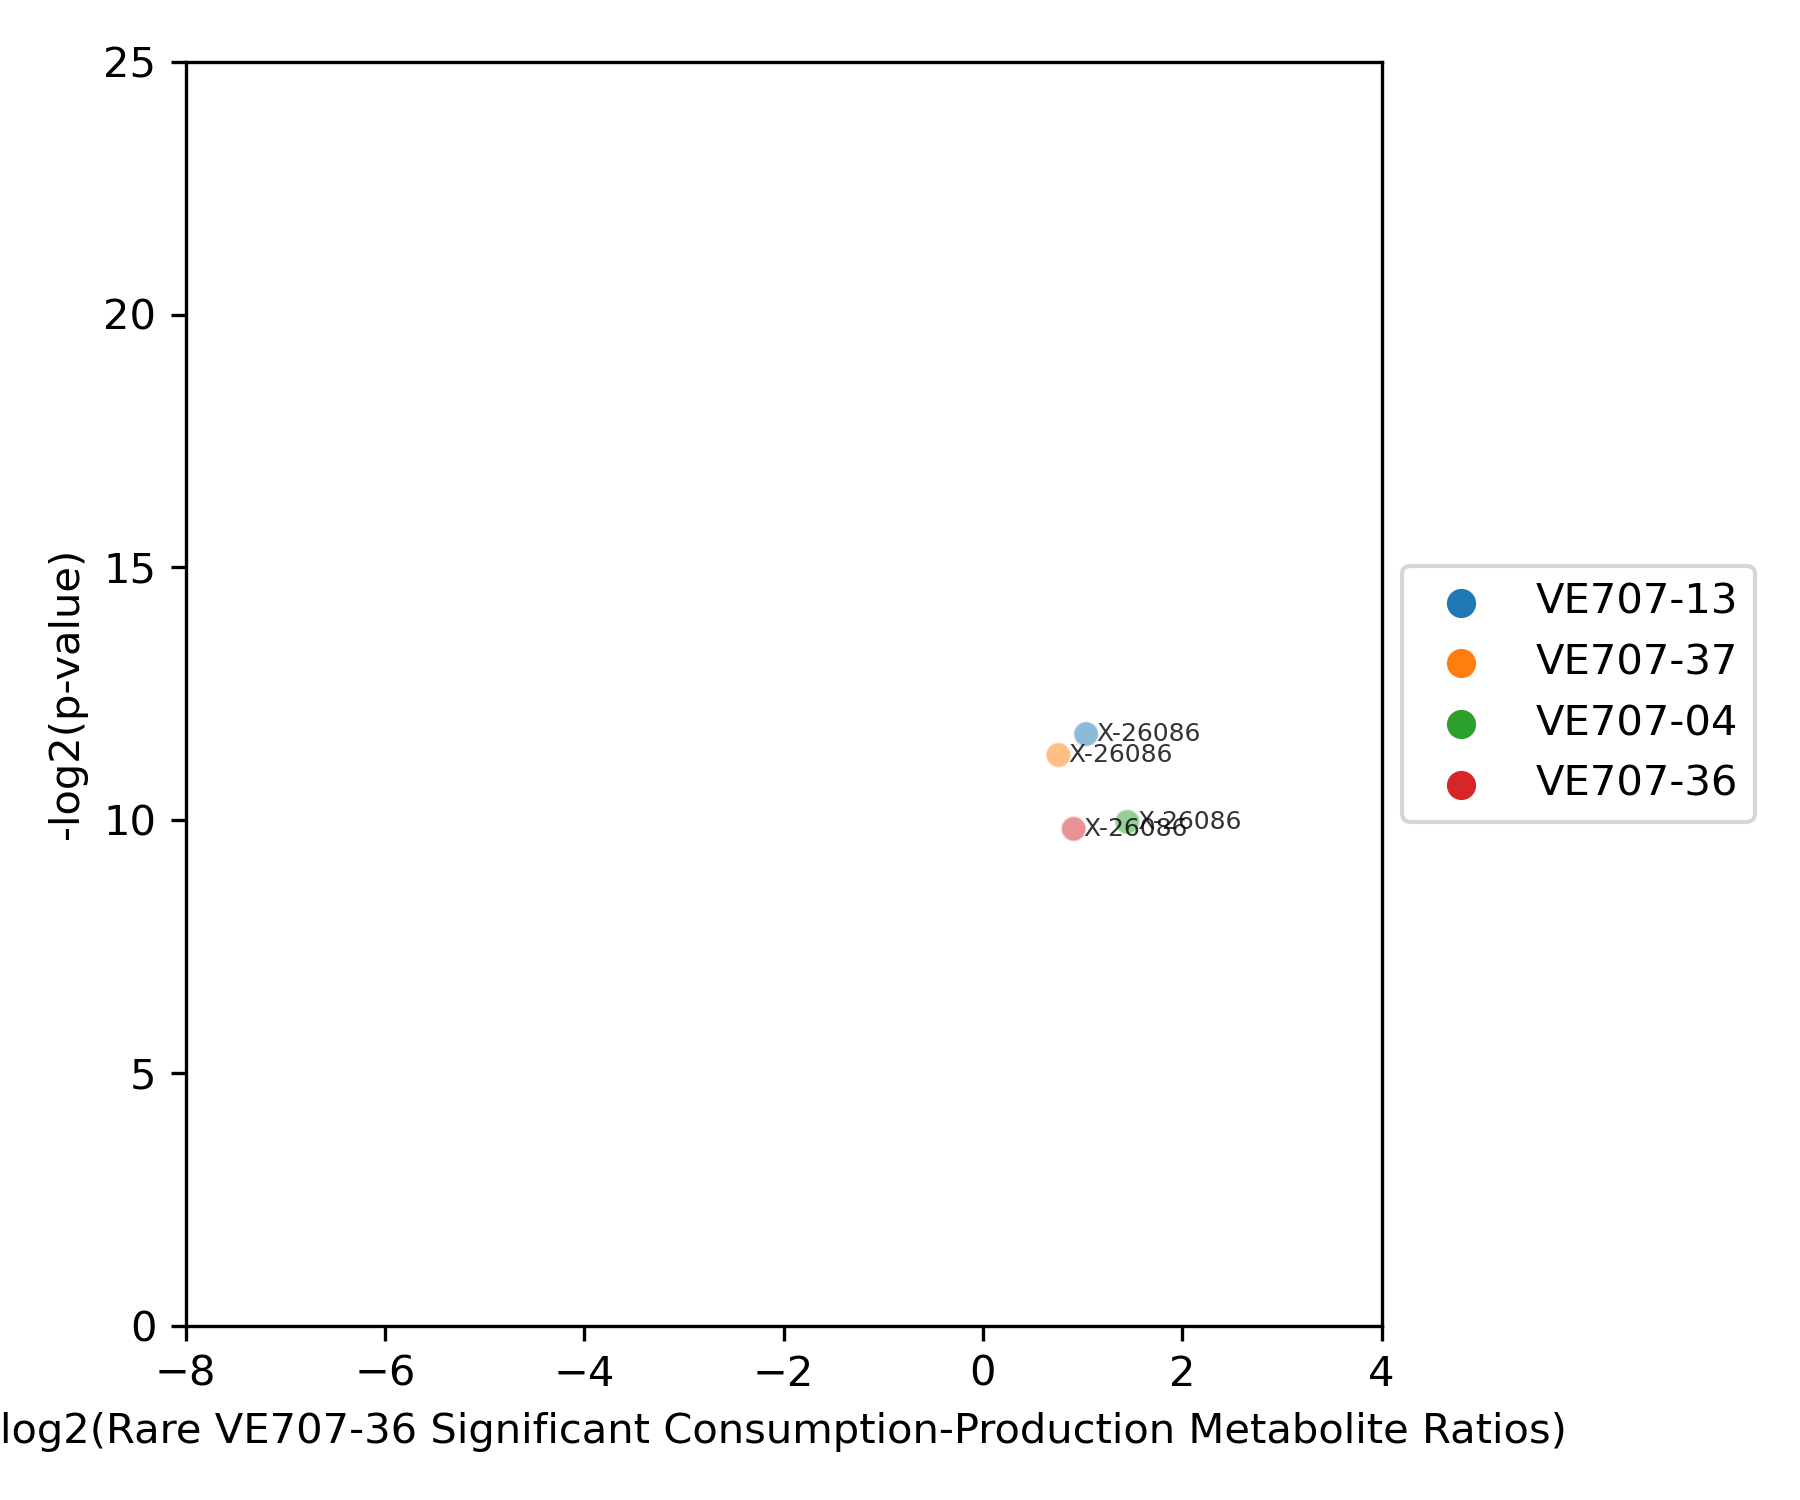 25
20
15
10
5
0
-log2(p-value)
X-26086
X-26086
X-26086
X-26086
VE707-13
VE707-37
VE707-04
VE707-36
−8
−6
−4
−2
0
2
4
log2(Rare VE707-36 Significant Consumption-Production Metabolite Ratios)